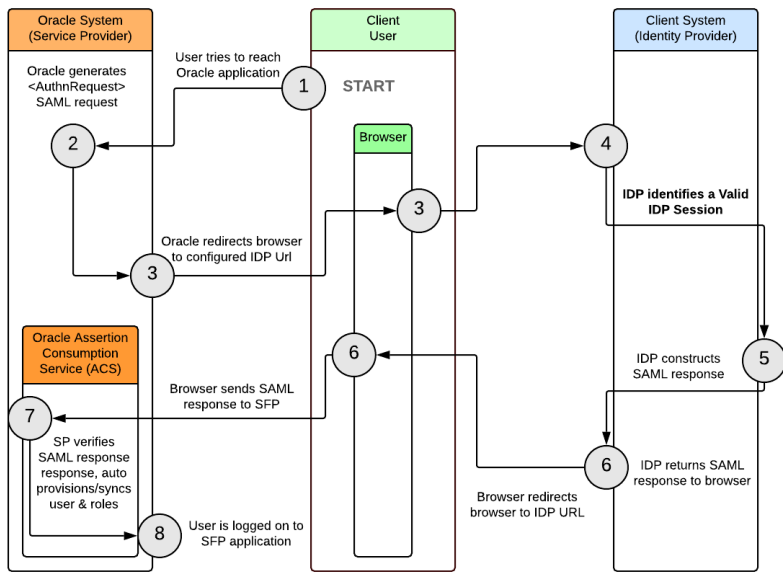 Oracle System
(Service Provider)
Client
User
Client System
(Identity Provider)
User tries to reach
Oracle application
1
START
Oracle generates
<AuthnRequest>
SAML request
2
Browser
4
3
IDP identifies a Valid
IDP Session
Oracle redirects browser
to configured IDP Url
3
Oracle Assertion
Consumption
Service (ACS)
6
IDP constructs
SAML response
5
Browser sends SAML
response to SFP
7
SP verifies
SAML response
response, auto
provisions/syncs
user & roles
6
IDP returns SAML
response to browser
Browser redirects
browser to IDP URL
8
User is logged on to
SFP application